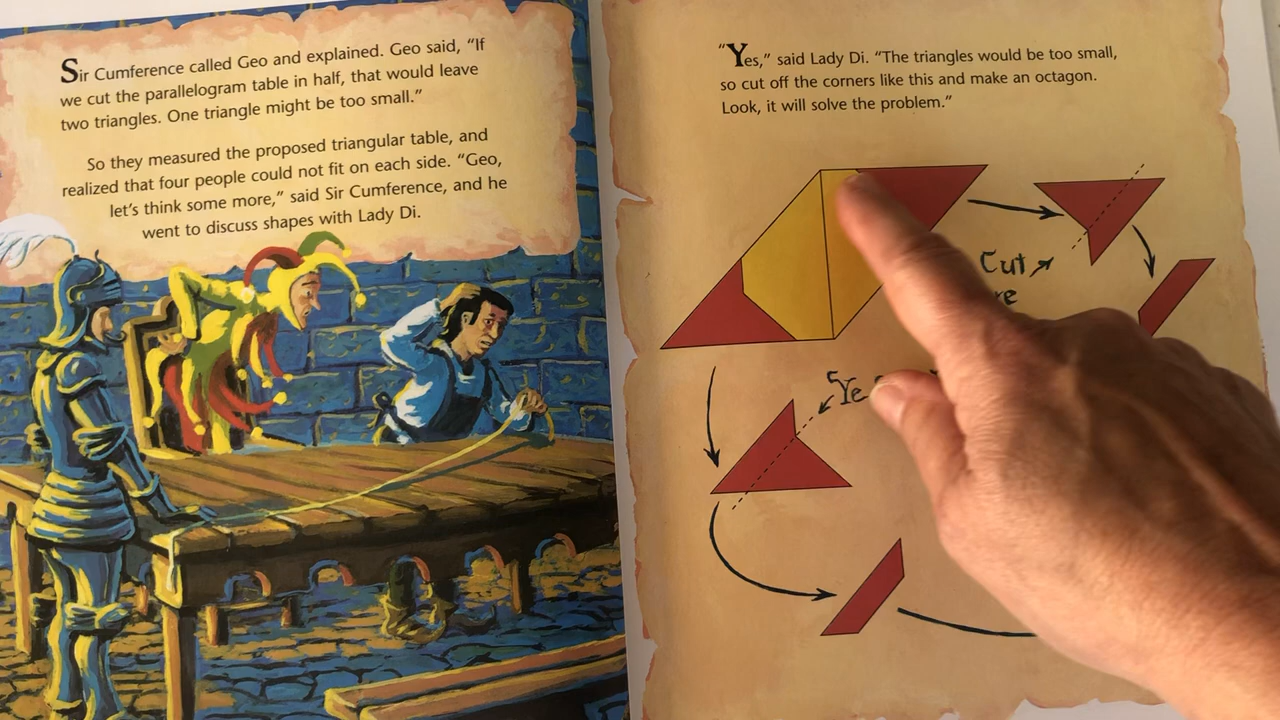 Sir Cumference called Geo and explained. Geo said, “If
we cut the parallelogram table in half, that would leave
two triangles. One triangle might be too small.”
So they measured the proposed triangular table, and
realized that four people could not fit on each side. “Geo,
let’s think some more,” said Sir Cumference, and he
went to discuss shapes with Lady Di.
“Yes,” said Lady Di. “The triangles would be too small,
so cut off the corners like this and make an octagon.
Look, it will solve the problem.”
Cut